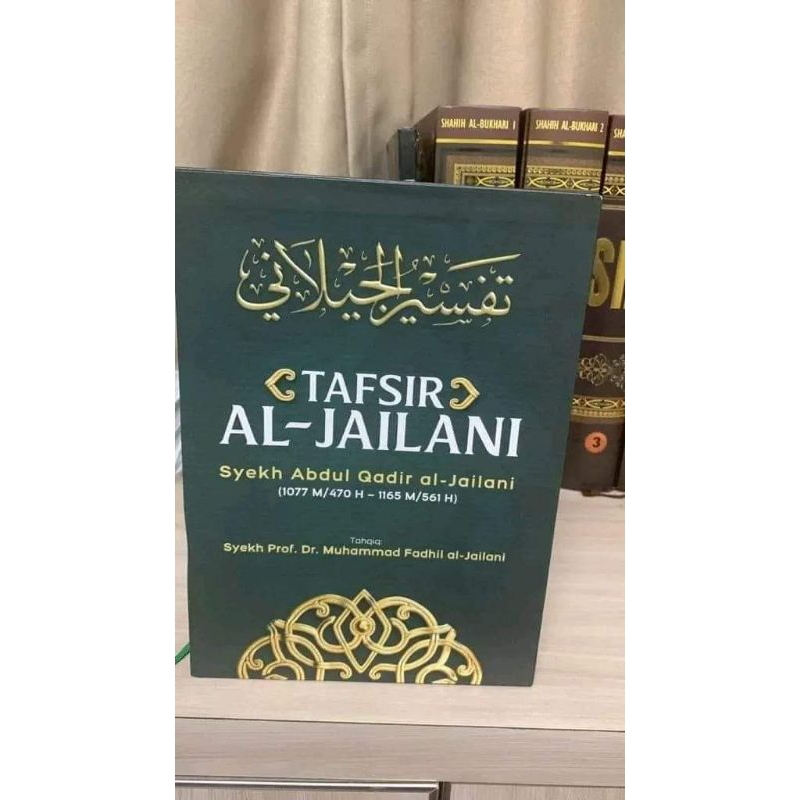 SHAHIH AL-BUKHARI 1
SHAHIH AL-BUKHARI 2
تفسير الجيلاني
TAFSIR
AL-JAILANI
Syekh Abdul Qadir al-Jailani
(1077 M/470 H – 1165 M/561 H)
Tahqiq:
Syekh Prof. Dr. Muhammad Fadhil al-Jailani
3